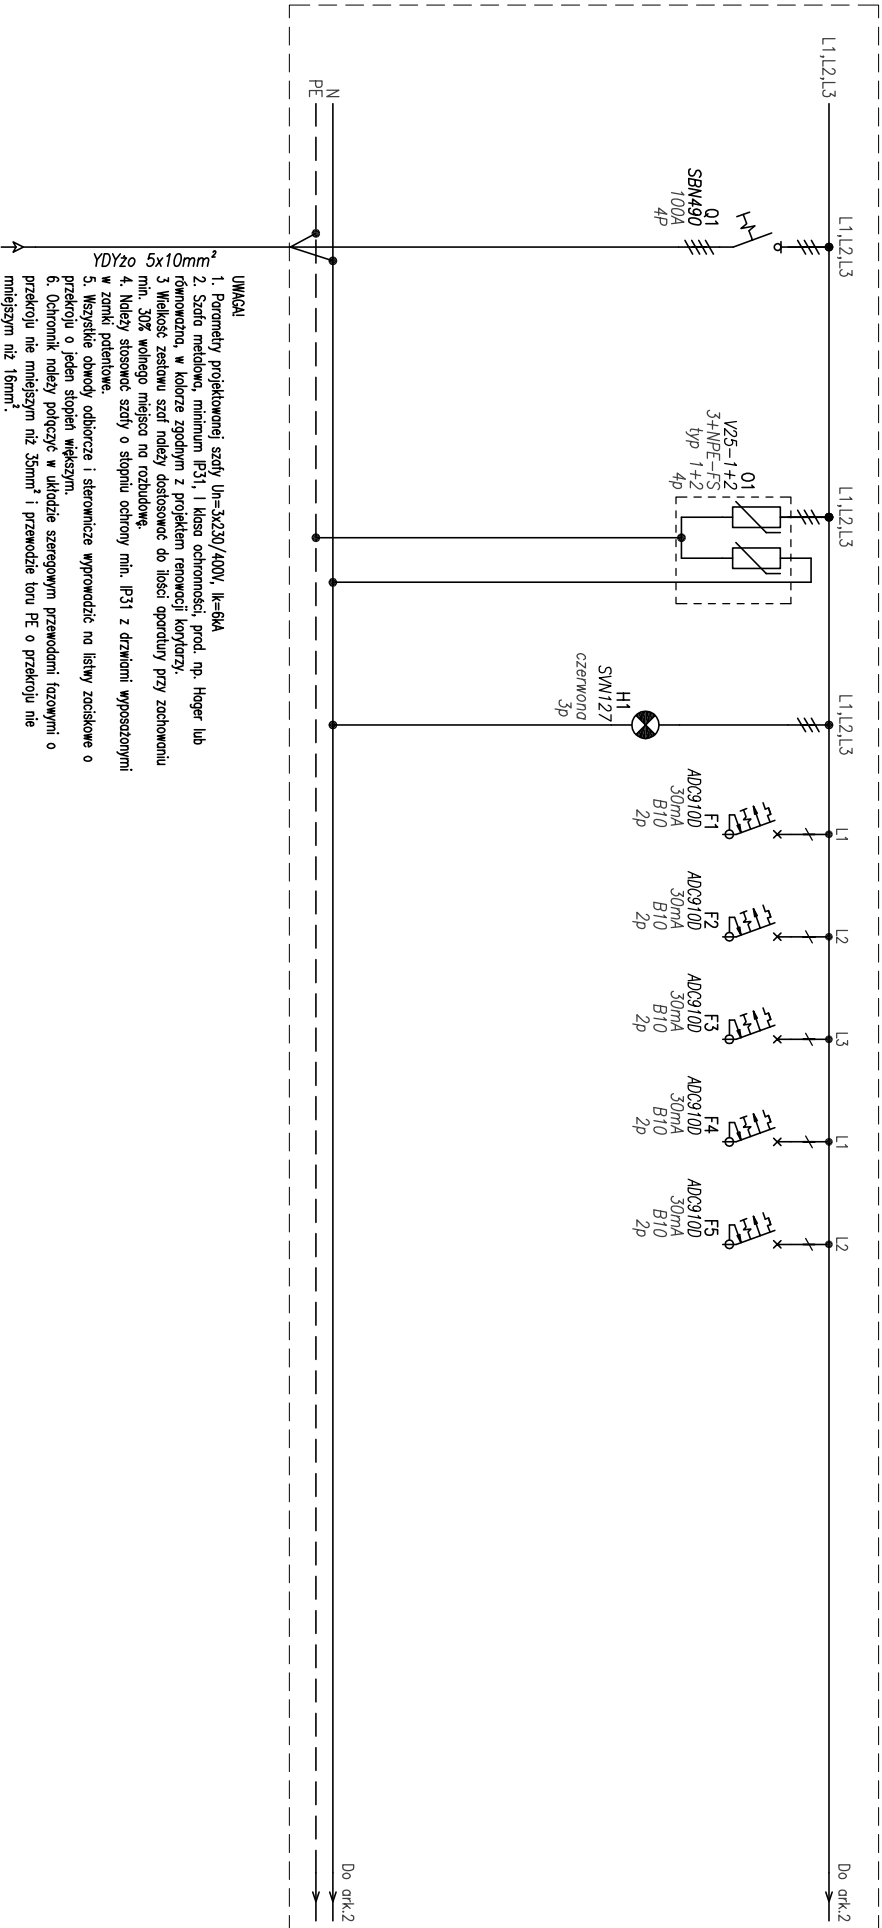 L1,L2,L3
L1,L2,L3
Q1
SBN490
100A
4P
L1,L2,L3
O1
V25-1+2
3+NPE-FS
typ 1+2
4p
L1,L2,L3
H1
SVN127
czerwona
3p
L1
F1
ADC910D
30mA
B10
2p
L2
F2
ADC910D
30mA
B10
2p
L3
F3
ADC910D
30mA
B10
2p
L1
F4
ADC910D
30mA
B10
2p
L2
F5
ADC910D
30mA
B10
2p
Do ark.2
N
PE
Do ark.2
YDYżo 5x10mm²
UWAGA!
1. Parametry projektowanej szafy Un=3x230/400V, Ik=6kA
2. Szafa metalowa, minimum IP31, I klasa ochronności, prod. np. Hager lub
równoważna, w kolorze zgodnym z projektem renowacji korytarzy.
3 Wielkość zestawu szaf należy dostosować do ilości aparatury przy zachowaniu
min. 30% wolnego miejsca na rozbudowę.
4. Należy stosować szafy o stopniu ochrony min. IP31 z drzwiami wyposażonymi
w zamki patentowe.
5. Wszystkie obwody odbiorcze i sterownicze wyprowadzić na listwy zaciskowe o
przekroju o jeden stopień większym.
6. Ochronnik należy połączyć w układzie szeregowym przewodami fazowymi o
przekroju nie mniejszym niż 35mm² i przewodzie toru PE o przekroju nie
mniejszym niż 16mm².